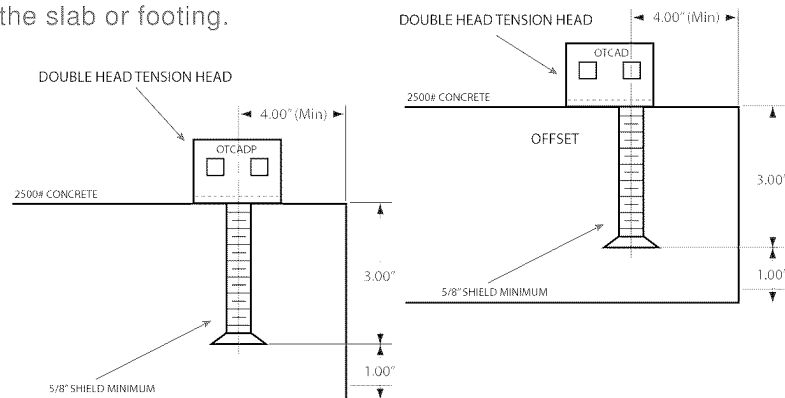 the slab or footing.
DOUBLE HEAD TENSION HEAD
4.00" (Min)
OTCADP
2500# CONCRETE
3.00"
1.00"
5/8" SHIELD MINIMUM
DOUBLE HEAD TENSION HEAD
4.00" (Min)
OTCAD
2500# CONCRETE
OFFSET
3.00"
1.00"
5/8" SHIELD MINIMUM